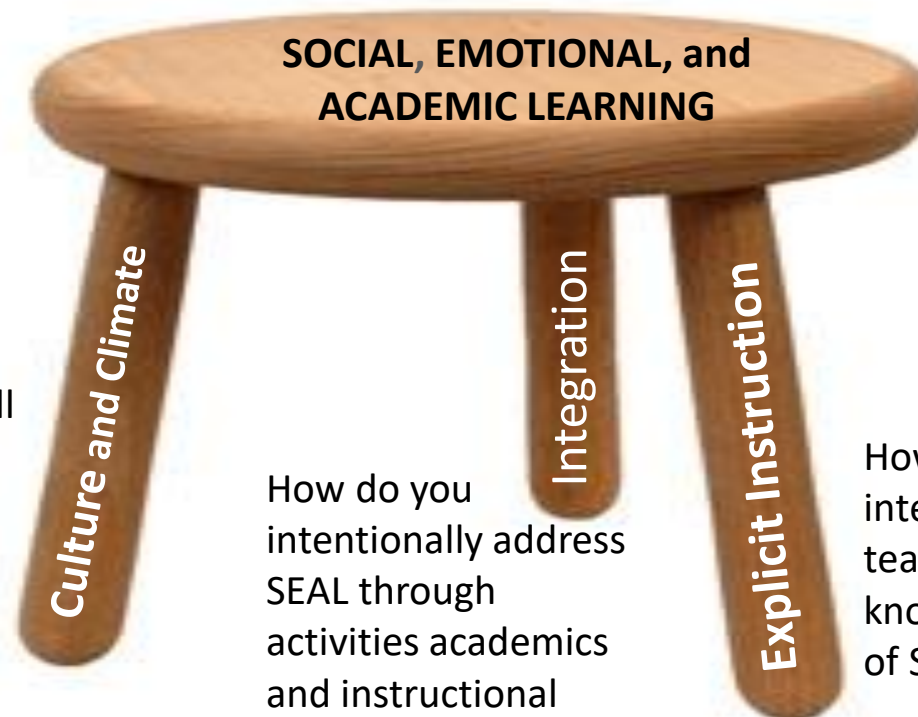 SOCIAL, EMOTIONAL, and
ACADEMIC LEARNING
Culture and Climate
Integration
Explicit Instruction
How do you
intentionally address
SEAL through
activities academics
and instructional